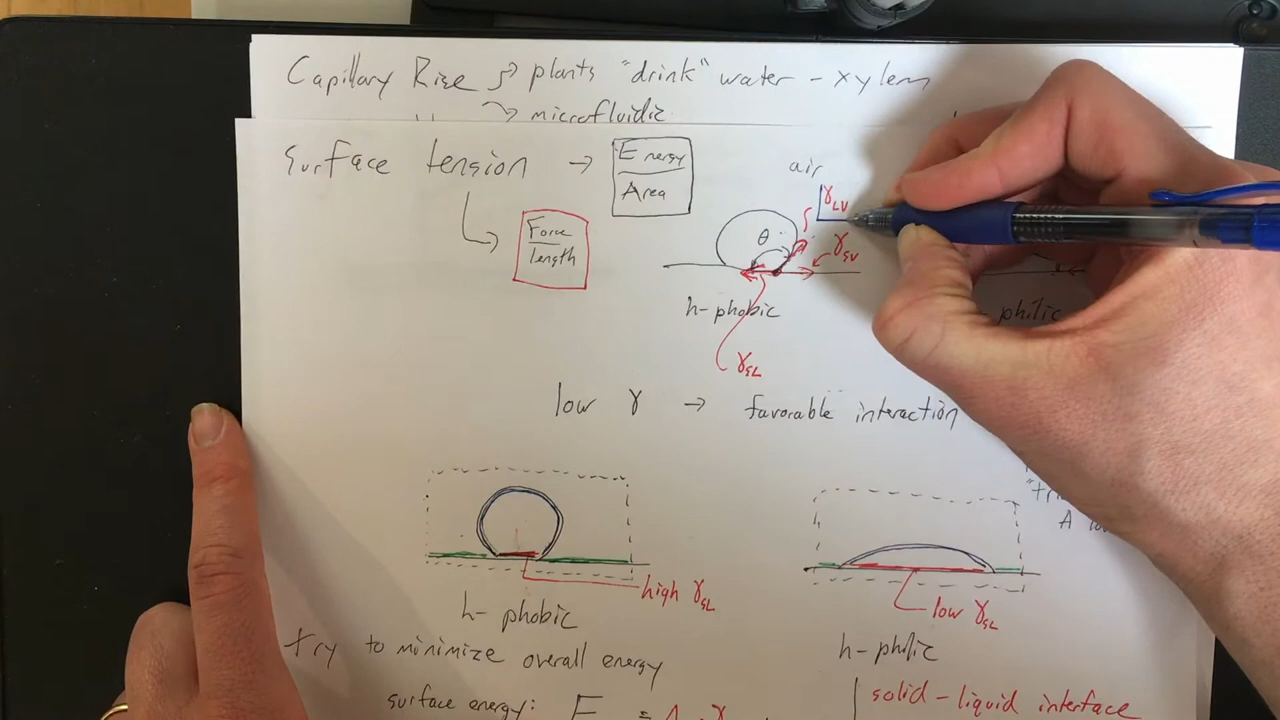 Capillary Rise → plants "drink" water - xylem
→ microfluidic
Surface tension → Energy
Area
Force
length
air
γLV
θ
γSV
h-phobic
philic
γSL
low γ → favorable interaction
A
high γSL
low γSL
h-phobic
h-philic
try to minimize overall energy
solid-liquid interface
surface energy: E = A γ